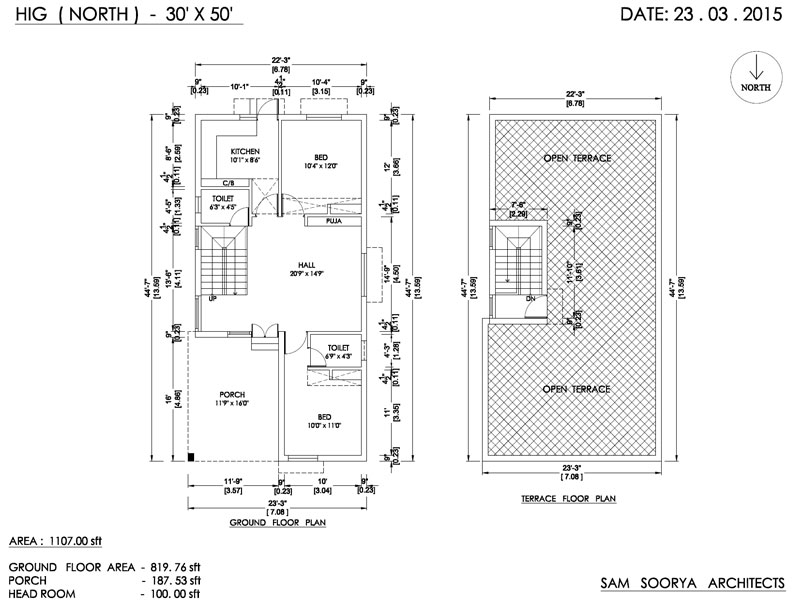 HIG ( NORTH ) - 30' X 50'
DATE: 23 . 03 . 2015
NORTH
22'-3"
[6.78]
9"
[0.23]
10'-1"
4½"
[0.11]
10'-4"
[3.15]
9"
[0.23]
9"
[0.23]
8'-6"
[2.59]
4½"
[0.11]
4'-5"
[1.33]
4½"
[0.11]
13'-6"
[4.11]
9"
[0.23]
16'
[4.86]
44'-7"
[13.59]
KITCHEN
10'1" x 8'6"
BED
10'4" x 12'0"
C/B
TOILET
6'3" x 4'5"
PUJA
HALL
20'9" x 14'9"
UP
TOILET
6'9" x 4'3"
PORCH
11'9" x 16'0"
BED
10'0" x 11'0"
9"
[0.23]
12'
[3.66]
4½"
[0.11]
14'-9"
[4.50]
4½"
[0.11]
4'-3"
[1.28]
4½"
[0.11]
11'
[3.35]
9"
[0.23]
44'-7"
[13.59]
11'-9"
[3.57]
9"
[0.23]
10'
[3.04]
9"
[0.23]
23'-3"
[ 7.08]
GROUND FLOOR PLAN
22'-3"
[6.78]
OPEN TERRACE
7'-6"
[2.29]
9"
[0.23]
11'-10"
[3.61]
9"
[0.23]
DN
44'-7"
[13.59]
44'-7"
[13.59]
OPEN TERRACE
23'-3"
[ 7.08]
TERRACE FLOOR PLAN
AREA : 1107.00 sft
GROUND FLOOR AREA - 819.76 sft
PORCH - 187.53 sft
HEAD ROOM - 100.00 sft
SAM SOORYA ARCHITECTS